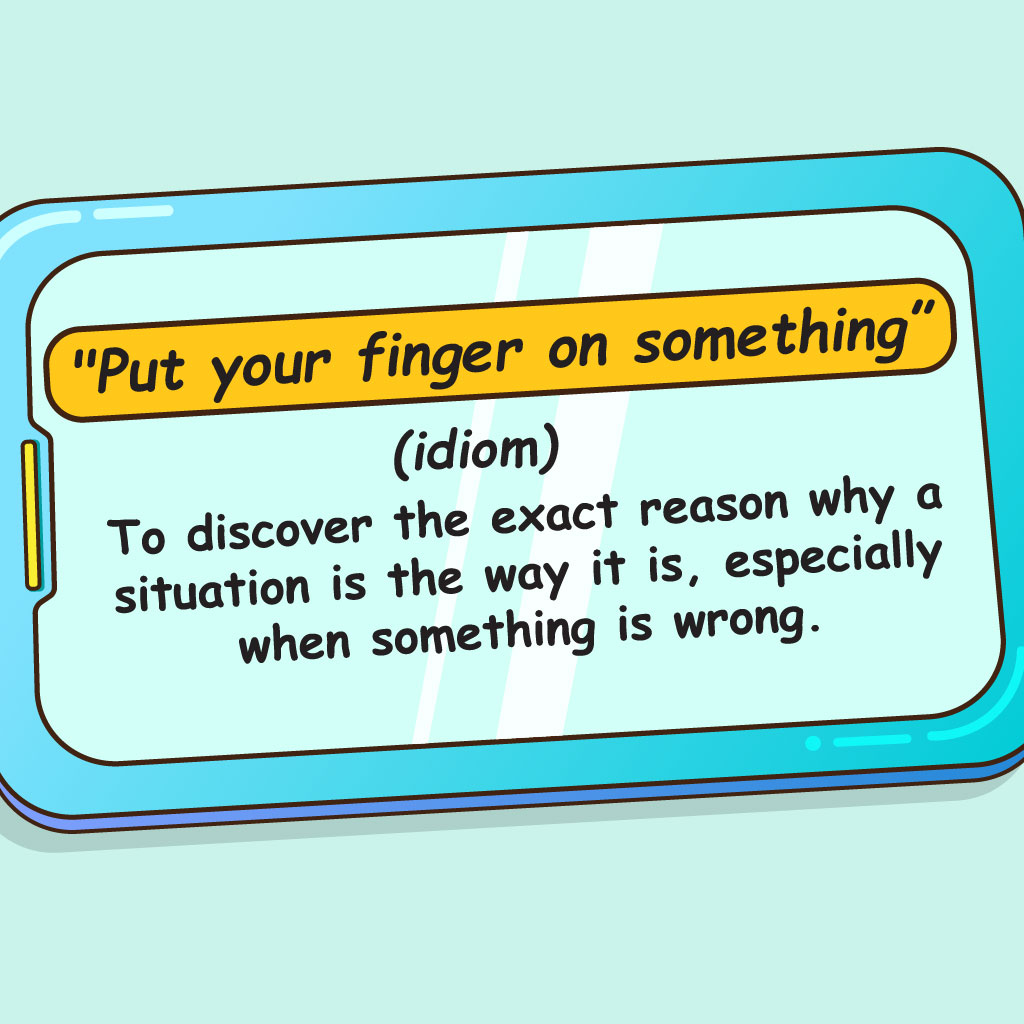 "Put your finger on something”
(idiom)
To discover the exact reason why a
situation is the way it is, especially
when something is wrong.